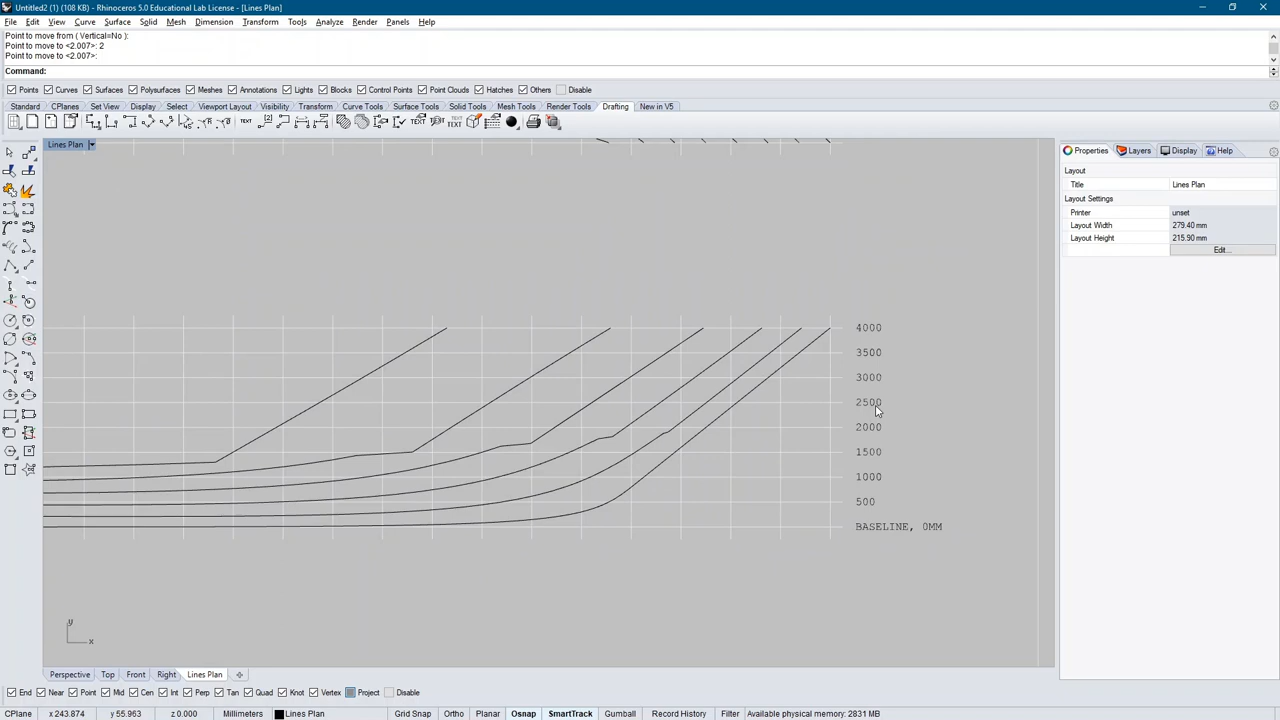 Untitled2 (1) (108 KB) - Rhinoceros 5.0 Educational Lab License - [Lines Plan]
File Edit View Curve Surface Solid Mesh Dimension Transform Tools Analyze Render Panels Help
Point to move from ( Vertical=No ):
Point to move to <2.007>: 2
Point to move to <2.007>:
Command:
Points Curves Surfaces Polysurfaces Meshes Annotations Lights Blocks Control Points Point Clouds Hatches Others Disable
Standard CPlanes Set View Display Select Viewport Layout Visibility Transform Curve Tools Surface Tools Solid Tools Mesh Tools Render Tools Drafting New in V5
Lines Plan
Properties Layers Display Help
Layout
Title Lines Plan
Layout Settings
Printer unset
Layout Width 279.40 mm
Layout Height 215.90 mm
Edit...
4000
3500
3000
2500
2000
1500
1000
500
BASELINE, 0MM
y
x
Perspective Top Front Right Lines Plan
End Near Point Mid Cen Int Perp Tan Quad Knot Vertex Project Disable
CPlane x 243.874 y 55.963 z 0.000 Millimeters Lines Plan Grid Snap Ortho Planar Osnap SmartTrack Gumball Record History Filter Available physical memory: 2831 MB